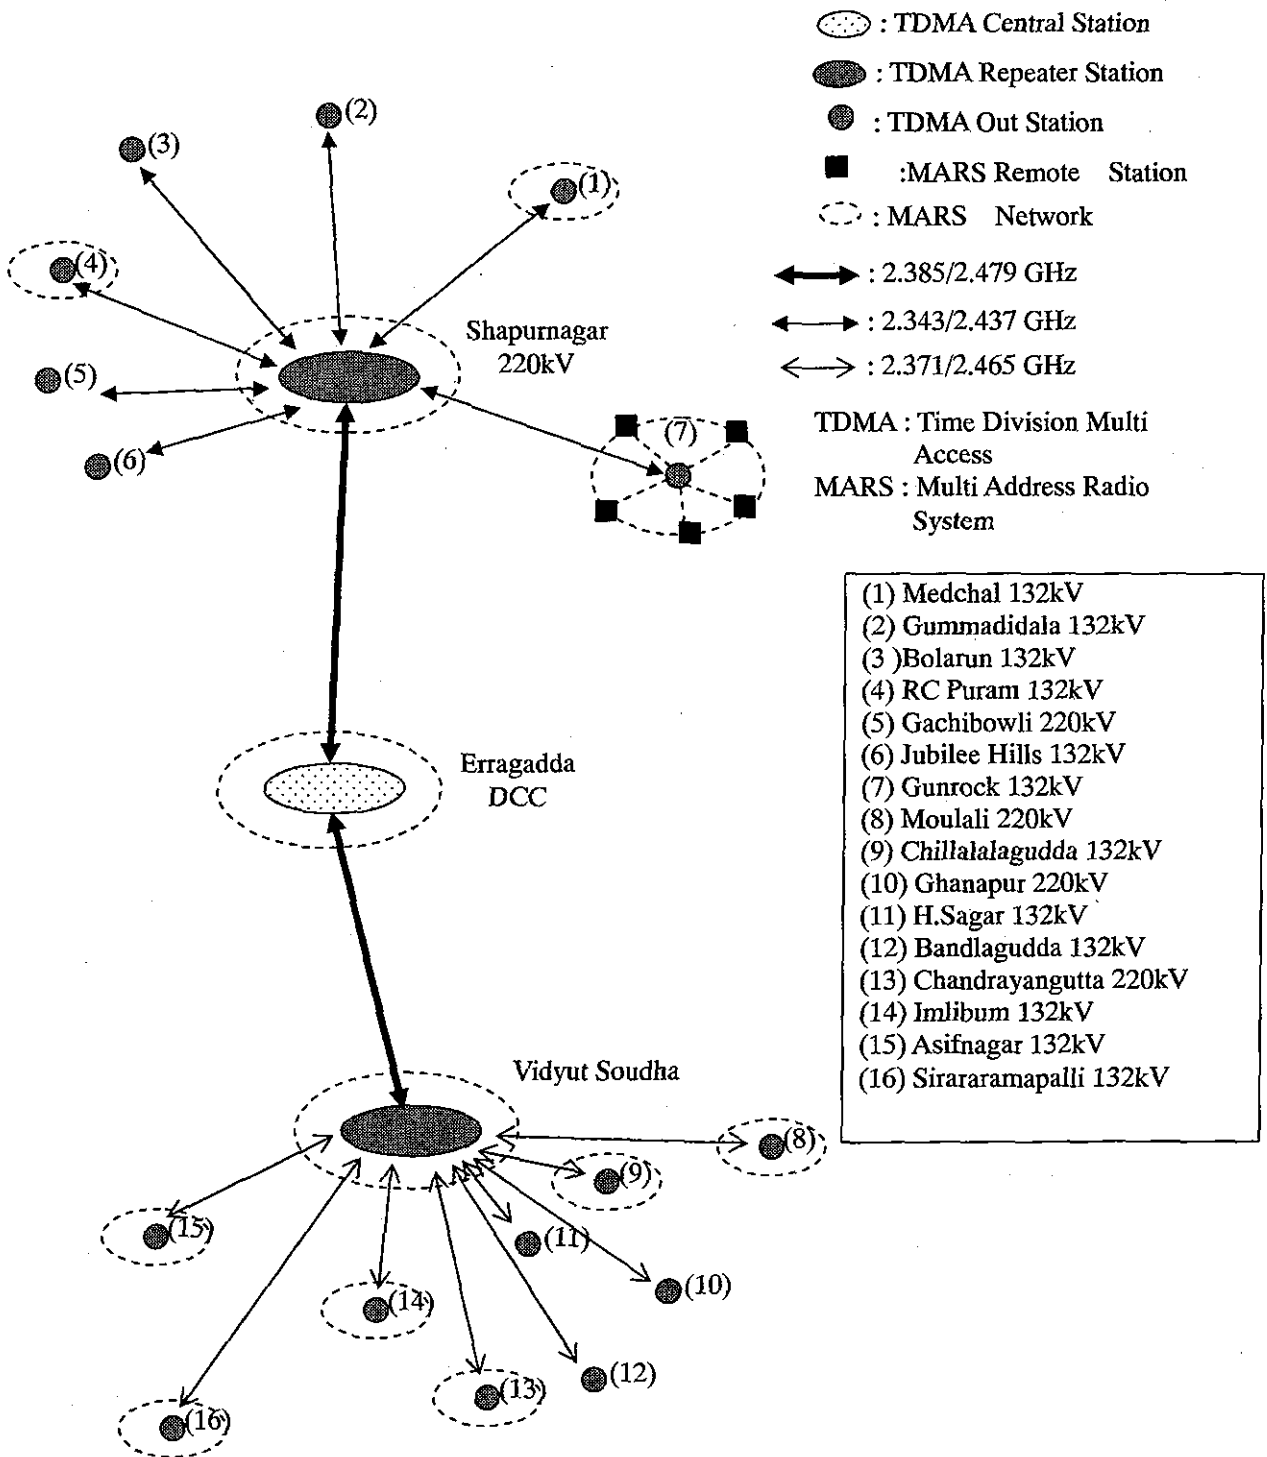 : TDMA Central Station
: TDMA Repeater Station
: TDMA Out Station
:MARS Remote Station
: MARS Network
: 2.385/2.479 GHz
: 2.343/2.437 GHz
: 2.371/2.465 GHz
TDMA : Time Division Multi
Access
MARS : Multi Address Radio
System
(2)
(3)
(1)
(4)
Shapurnagar
220kV
(5)
(7)
(6)
(1) Medchal 132kV
(2) Gummadidala 132kV
(3 )Bolarun 132kV
(4) RC Puram 132kV
(5) Gachibowli 220kV
(6) Jubilee Hills 132kV
(7) Gunrock 132kV
(8) Moulali 220kV
(9) Chillalalagudda 132kV
(10) Ghanapur 220kV
(11) H.Sagar 132kV
(12) Bandlagudda 132kV
(13) Chandrayangutta 220kV
(14) Imlibum 132kV
(15) Asifnagar 132kV
(16) Sirararamapalli 132kV
Erragadda
DCC
Vidyut Soudha
(8)
(9)
(15)
(11)
(10)
(14)
(12)
(13)
(16)